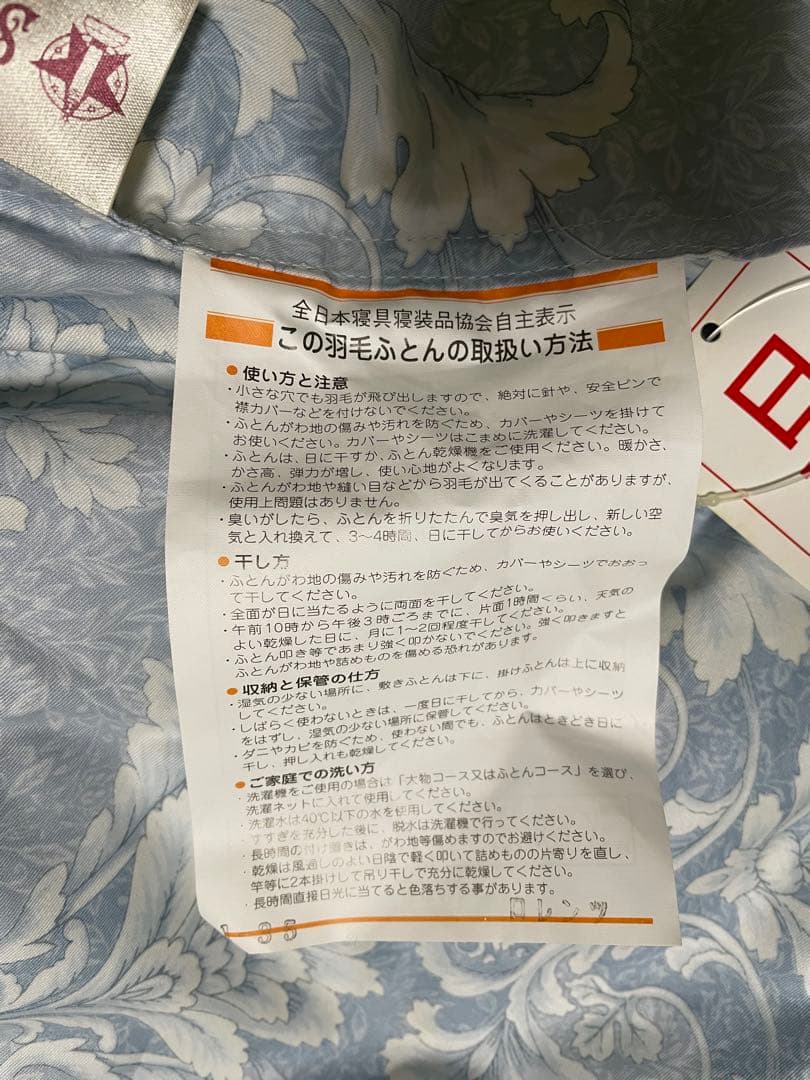 S
全日本寝具寝装品協会自主表示
この羽毛ふとんの取扱い方法
●使い方と注意
・小さな穴でも羽毛が飛び出しますので、絶対に針や、安全ピンで
襟カバーなどを付けないでください。
・ふとんがわ地の傷みや汚れを防ぐため、カバーやシーツを掛けて
お使いください。カバーやシーツはこまめに洗濯してください。
・ふとんは、日に干すか、ふとん乾燥機をご使用ください。暖かさ、
かさ高、弾力が増し、使い心地がよくなります。
・ふとんがわ地や縫い目などから羽毛が出てくることがありますが、
使用上問題はありません。
・臭いがしたら、ふとんを折りたたんで臭気を押し出し、新しい空
気と入れ換えて、3〜4時間、日に干してからお使いください。
●干し方
・ふとんがわ地の傷みや汚れを防ぐため、カバーやシーツでおおっ
て干してください。
・全面が日に当たるように両面を干してください。
・午前10時から午後3時ごろまでに、片面1時間くらい、天気の
よい乾燥した日に、月に1〜2回程度干してください。
・ふとん叩き等であまり強く叩かないでください。強く叩きますと
ふとんがわ地や詰めものを傷める恐れがあります。
●収納と保管の仕方
・湿気の少ない場所に、敷きふとんは下に、掛けふとんは上に収納
してください。
・しばらく使わないときは、一度日に干してから、カバーやシーツ
をはずし、湿気の少ない場所に保管してください。
・ダニやカビを防ぐため、使わない間でも、ふとんはときどき日に
干し、押し入れも乾燥してください。
●ご家庭での洗い方
・洗濯機をご使用の場合は「大物コース又はふとんコース」を選び、
洗濯ネットに入れて使用してください。
・洗濯水は40℃以下の水を使用してください。
・すすぎを充分した後に、脱水は洗濯機で行ってください。
・長時間の付け置きは、がわ地等傷めますのでお避けください。
・乾燥は風通しのよい日陰で軽く叩いて詰めものの片寄りを直し、
竿等に2本掛けして吊り干しで充分に乾燥してください。
・長時間直接日光に当てると色落ちする事があります。
35 ロレンツ
日